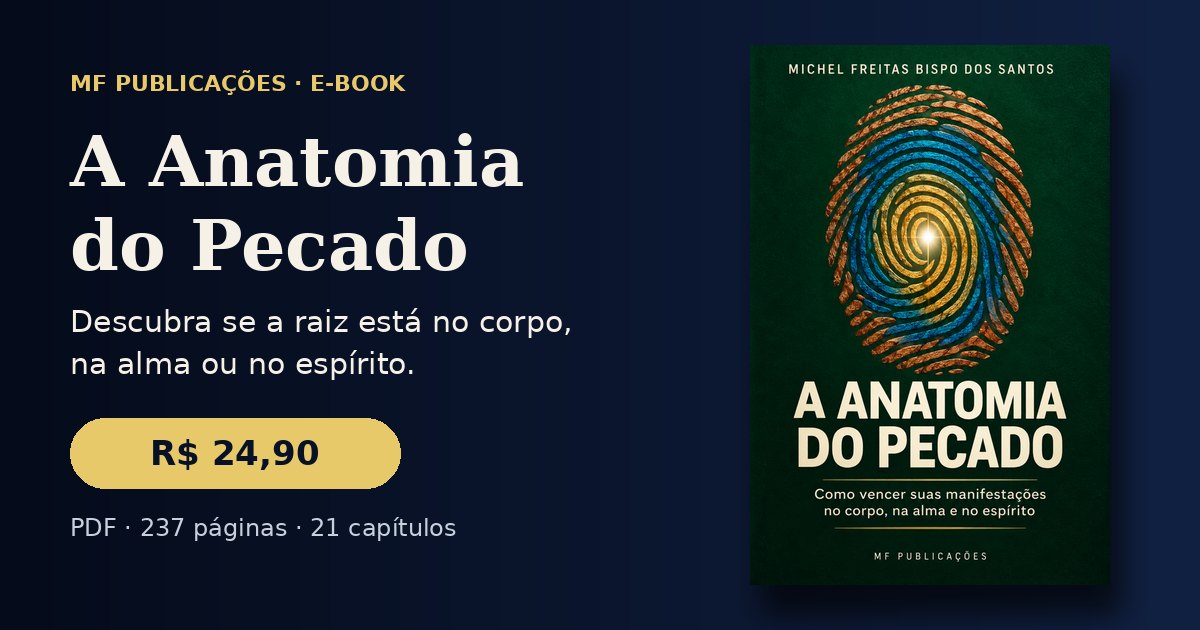 MF PUBLICAÇÕES · E-BOOK
A Anatomia
do Pecado
Descubra se a raiz está no corpo,
na alma ou no espírito.
R$ 24,90
PDF · 237 páginas · 21 capítulos
MICHEL FREITAS BISPO DOS SANTOS
A ANATOMIA
DO PECADO
Como vencer suas manifestações
no corpo, na alma e no espírito
MF PUBLICAÇÕES